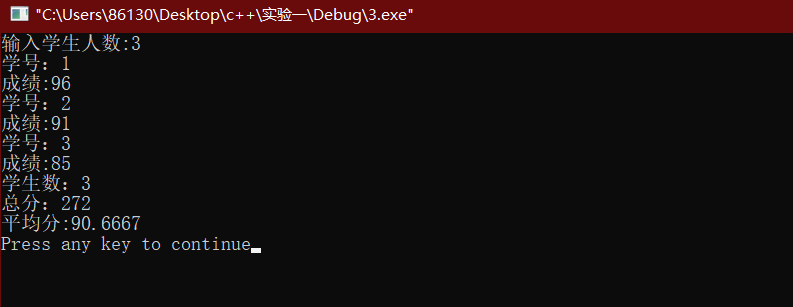 "C:\Users\86130\Desktop\c++\实验一\Debug\3.exe"
输入学生人数:3
学号：1
成绩:96
学号：2
成绩:91
学号：3
成绩:85
学生数：3
总分：272
平均分:90.6667
Press any key to continue